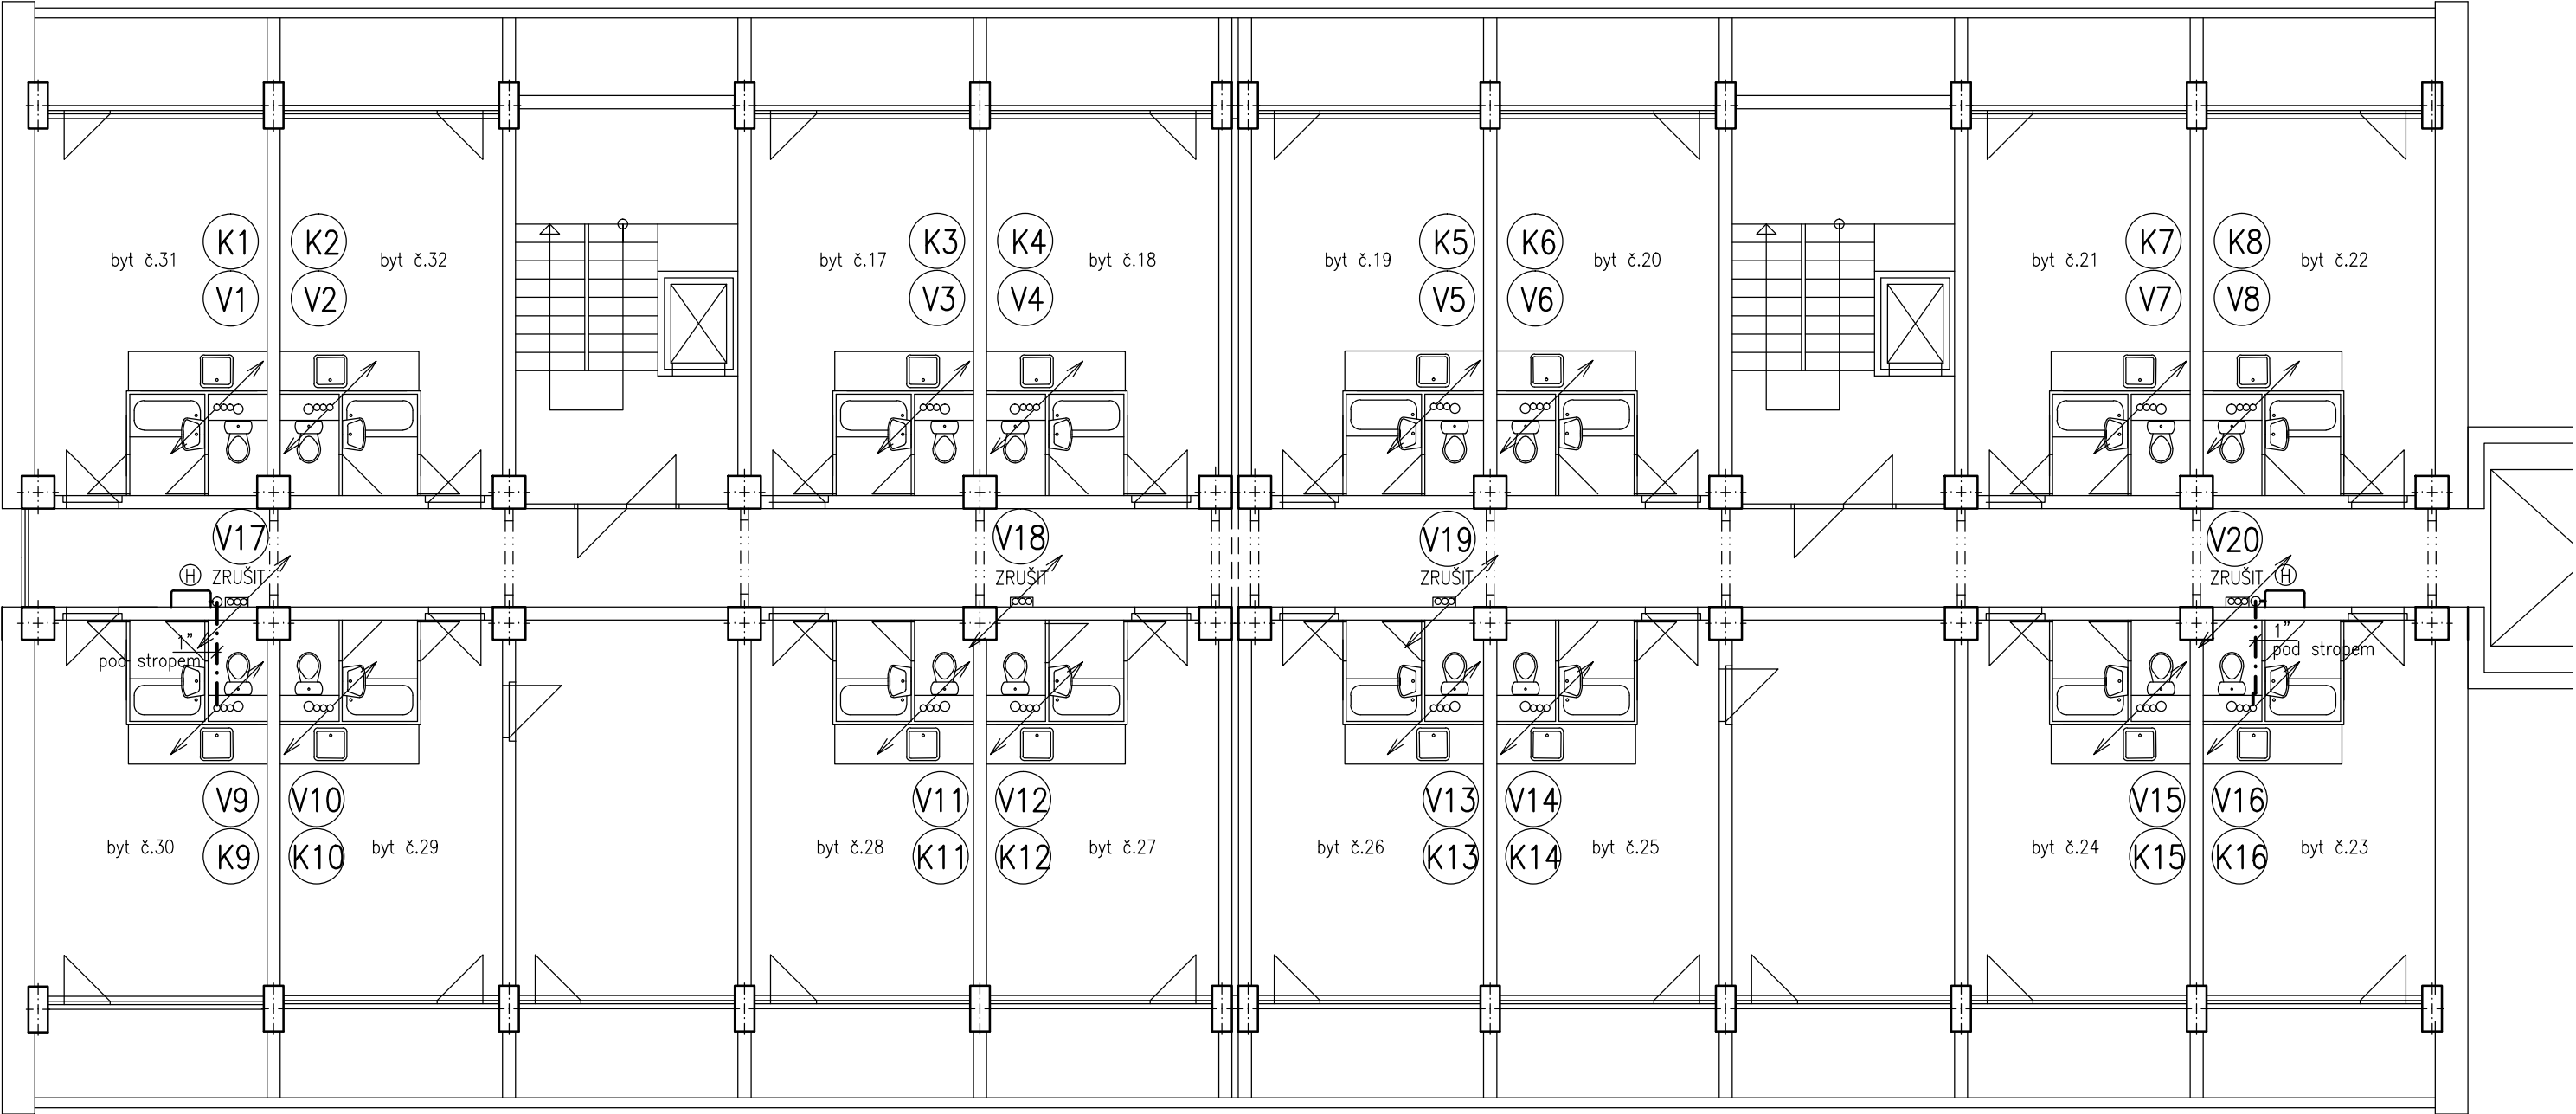 K1
K2
K3
K4
K5
K6
K7
K8
byt č.31
byt č.32
byt č.17
byt č.18
byt č.19
byt č.20
byt č.21
byt č.22
V1
V2
V3
V4
V5
V6
V7
V8
V17
V18
V19
V20
H
ZRUŠIT
ZRUŠIT
ZRUŠIT
ZRUŠIT
H
1"
pod stropem
1"
pod stropem
V9
V10
V11
V12
V13
V14
V15
V16
byt č.30
K9
K10
byt č.29
byt č.28
K11
K12
byt č.27
byt č.26
K13
K14
byt č.25
byt č.24
K15
K16
byt č.23